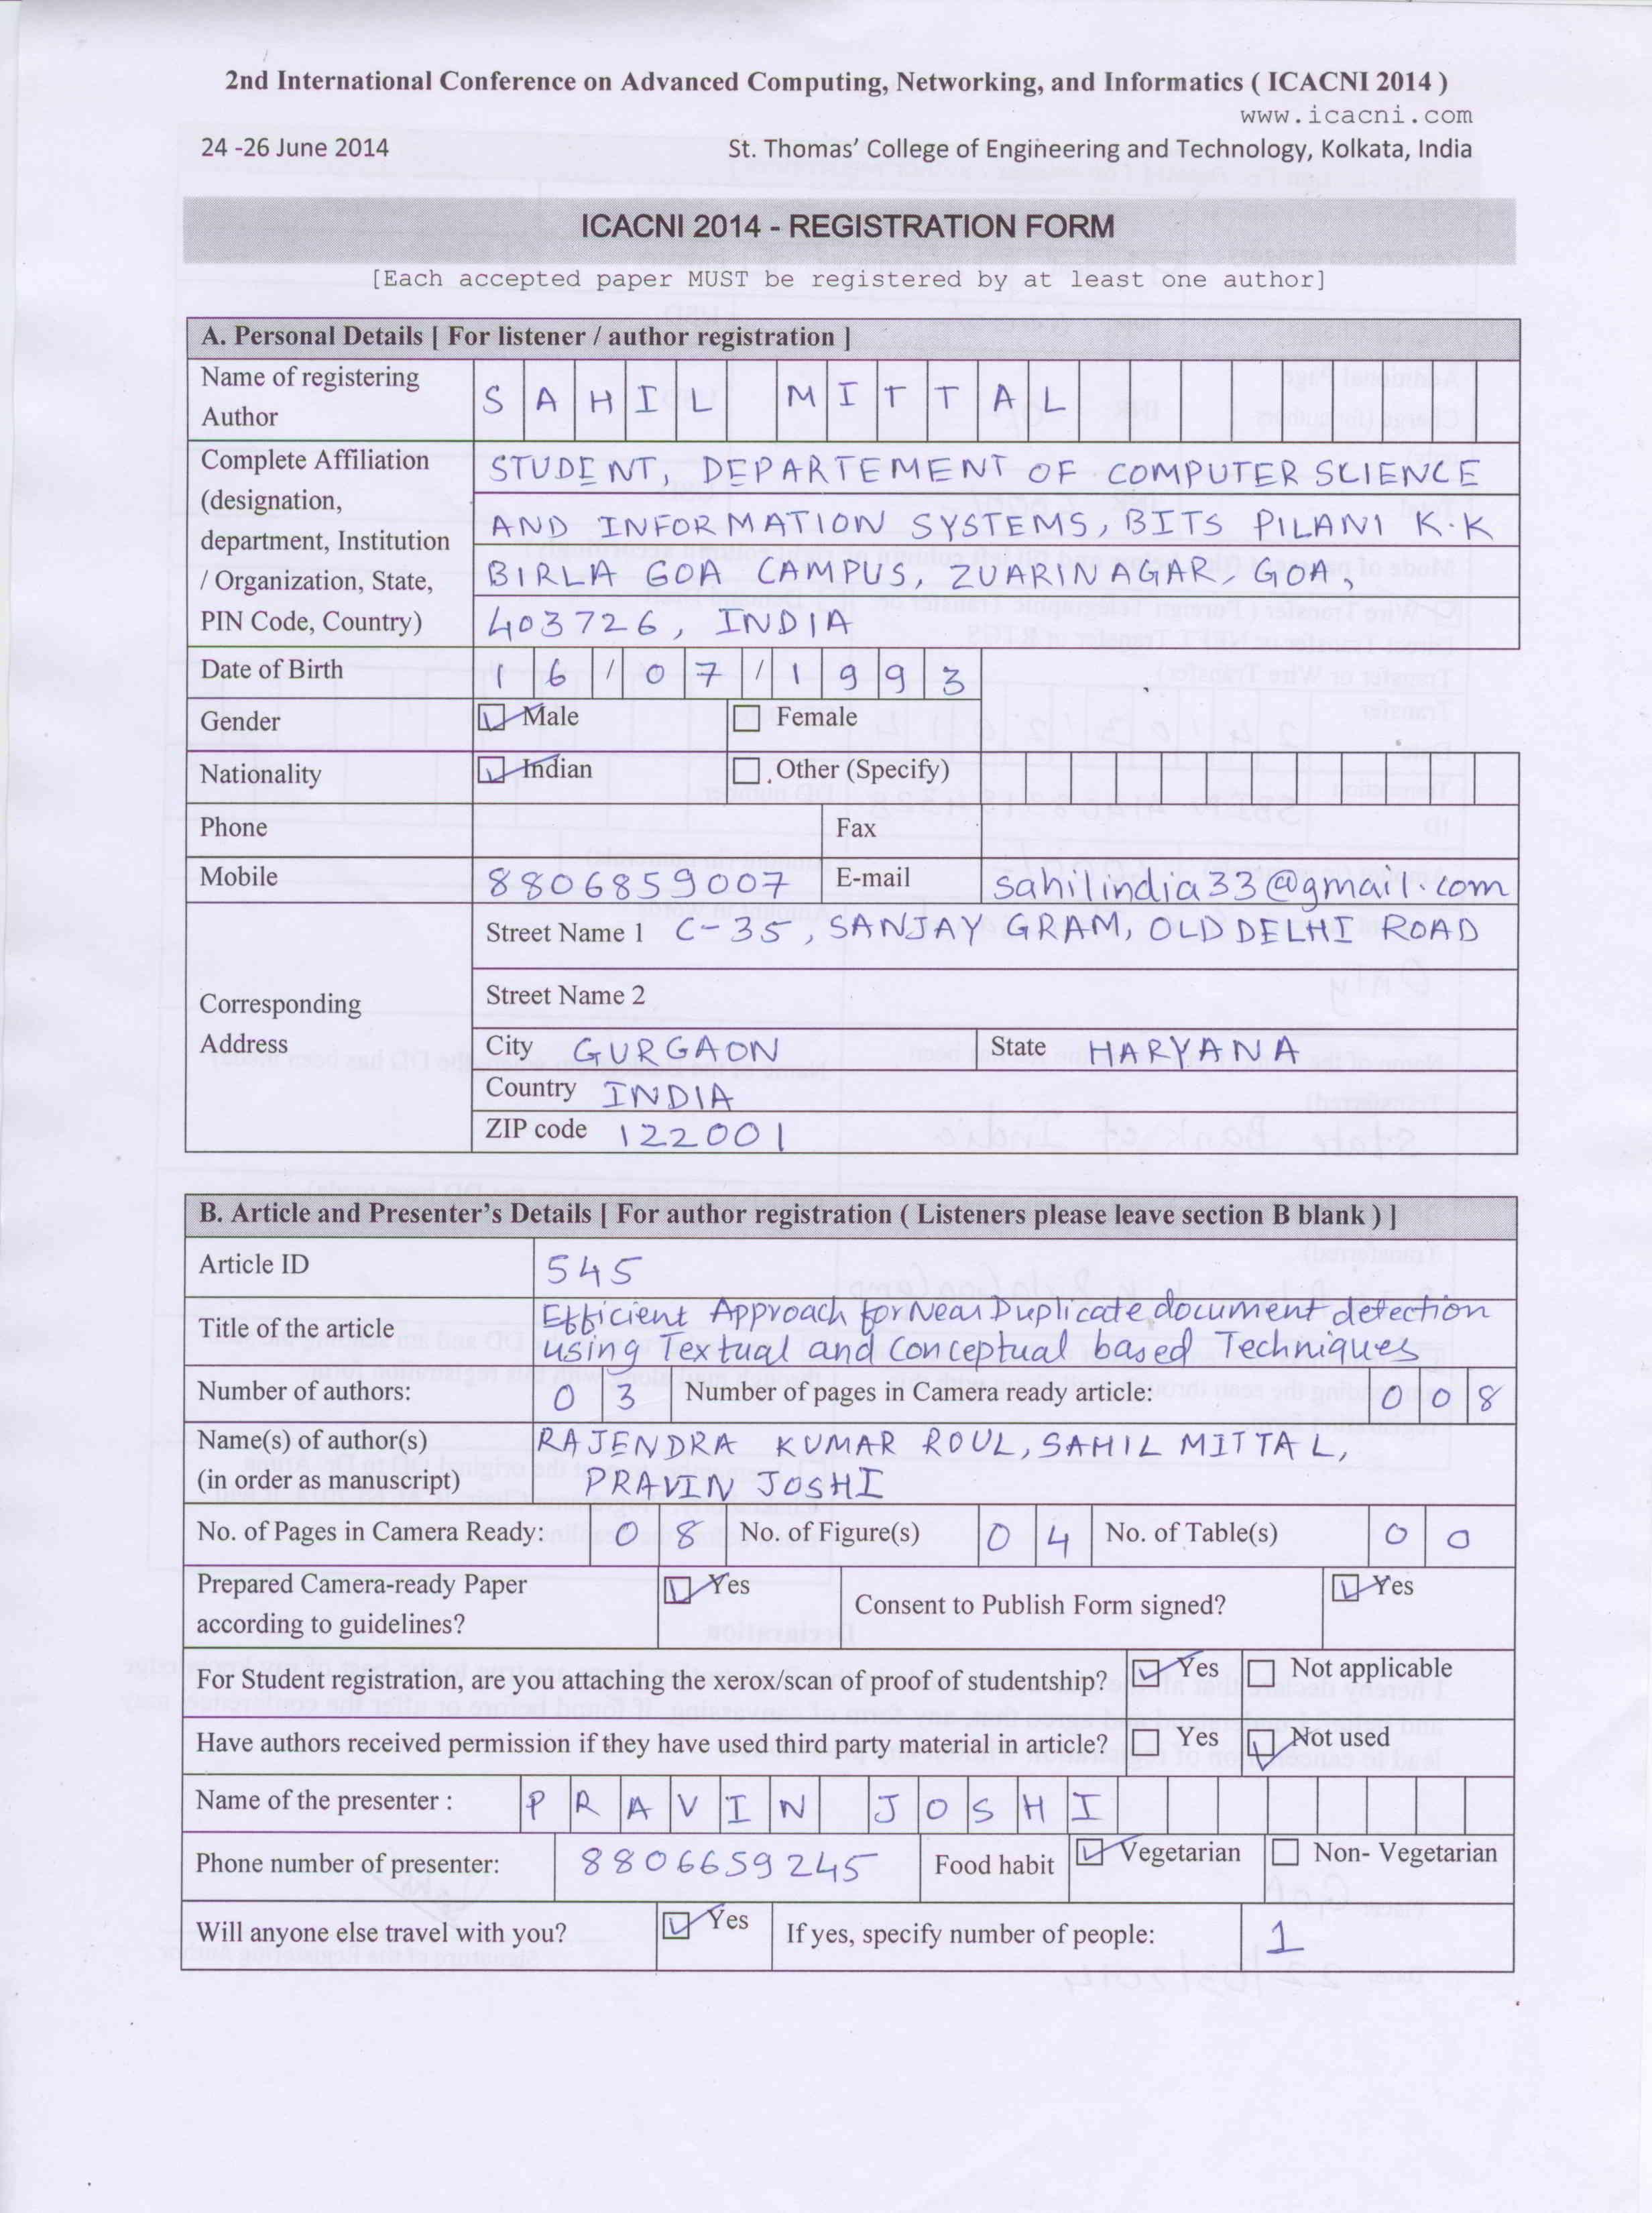 2nd International Conference on Advanced Computing, Networking, and Informatics ( ICACNI 2014 )
www.icacni.com
24 -26 June 2014 St. Thomas' College of Engineering and Technology, Kolkata, India
ICACNI 2014 - REGISTRATION FORM
[Each accepted paper MUST be registered by at least one author]
A. Personal Details [ For listener / author registration ]
Name of registering
Author
SAHIL MITTAL
Complete Affiliation
(designation,
department, Institution
/ Organization, State,
PIN Code, Country)
STUDENT, DEPARTEMENT OF COMPUTER SCIENCE
AND INFORMATION SYSTEMS, BITS PILANI K.K
BIRLA GOA CAMPUS, ZUARINAGAR, GOA,
403726, INDIA
Date of Birth 16/07/1993
Gender Male Female
Nationality Indian Other (Specify)
Phone Fax
Mobile 8806859007 E-mail sahilindia33@gmail.com
Corresponding
Address
Street Name 1 C-35, SANJAY GRAM, OLD DELHI ROAD
Street Name 2
City GURGAON State HARYANA
Country INDIA
ZIP code 122001
B. Article and Presenter's Details [ For author registration ( Listeners please leave section B blank ) ]
Article ID 545
Title of the article
Efficient Approach for Near Duplicate document detection
using Textual and Conceptual based Techniques
Number of authors: 03 Number of pages in Camera ready article: 008
Name(s) of author(s)
(in order as manuscript)
RAJENDRA KUMAR ROUL, SAHIL MITTAL,
PRAVIN JOSHI
No. of Pages in Camera Ready: 08 No. of Figure(s) 04 No. of Table(s) 00
Prepared Camera-ready Paper
according to guidelines?
Yes Consent to Publish Form signed? Yes
For Student registration, are you attaching the xerox/scan of proof of studentship? Yes Not applicable
Have authors received permission if they have used third party material in article? Yes Not used
Name of the presenter : PRAVIN JOSHI
Phone number of presenter: 8806659245 Food habit Vegetarian Non- Vegetarian
Will anyone else travel with you? Yes If yes, specify number of people: 1